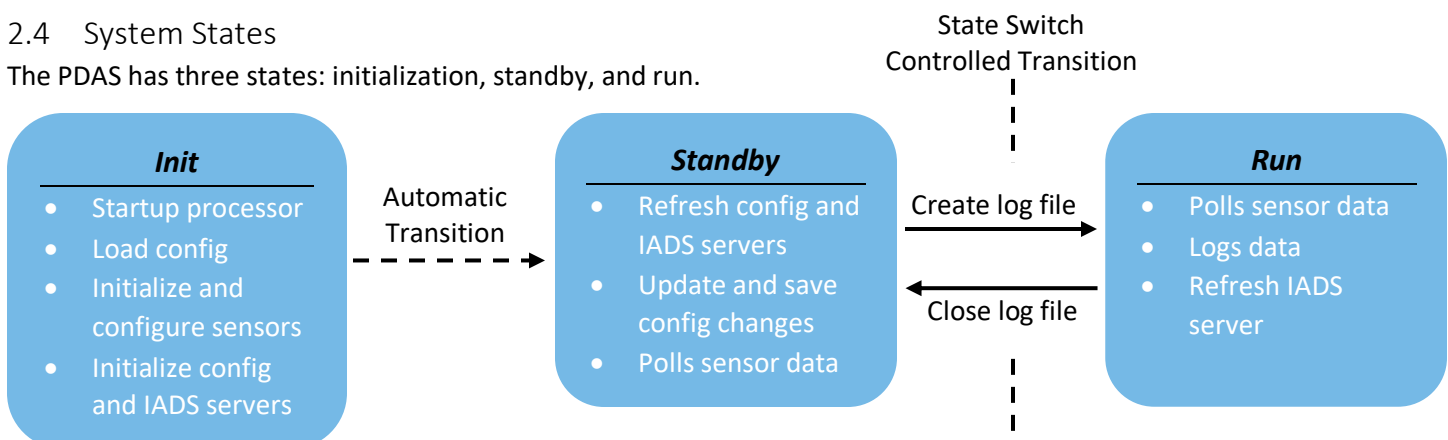 2.4 System States
The PDAS has three states: initialization, standby, and run.
State Switch
Controlled Transition
Init
• Startup processor
• Load config
• Initialize and
configure sensors
• Initialize config
and IADS servers
Automatic
Transition
Standby
• Refresh config and
IADS servers
• Update and save
config changes
• Polls sensor data
Create log file
Close log file
Run
• Polls sensor data
• Logs data
• Refresh IADS
server